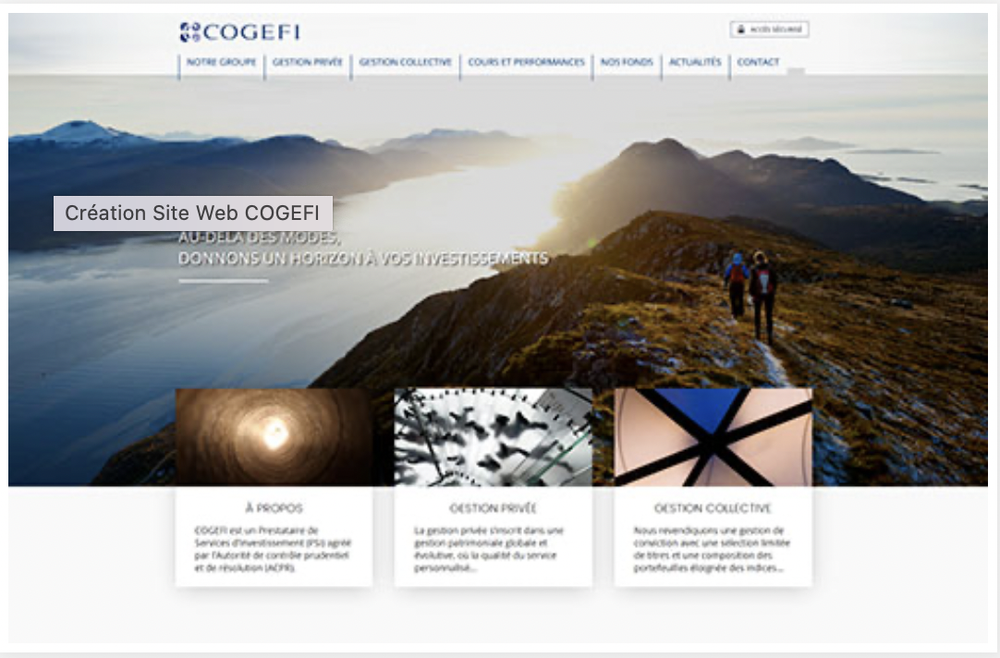 COGEFI
ACCÈS SÉCURISÉ
NOTRE GROUPE
GESTION PRIVÉE
GESTION COLLECTIVE
COURS ET PERFORMANCES
NOS FONDS
ACTUALITÉS
CONTACT
Création Site Web COGEFI
AU-DELÀ DES MODES,
DONNONS UN HORIZON À VOS INVESTISSEMENTS
À PROPOS
COGEFI est un Prestataire de
Services d'Investissement (PSI) agréé
par l'Autorité de contrôle prudentiel
et de résolution (ACPR).
GESTION PRIVÉE
La gestion privée s'inscrit dans une
gestion patrimoniale globale et
évolutive, où la qualité du service
personnalisé...
GESTION COLLECTIVE
Nous revendiquons une gestion de
conviction avec une sélection limitée
de titres et une composition des
portefeuilles éloignée des indices...